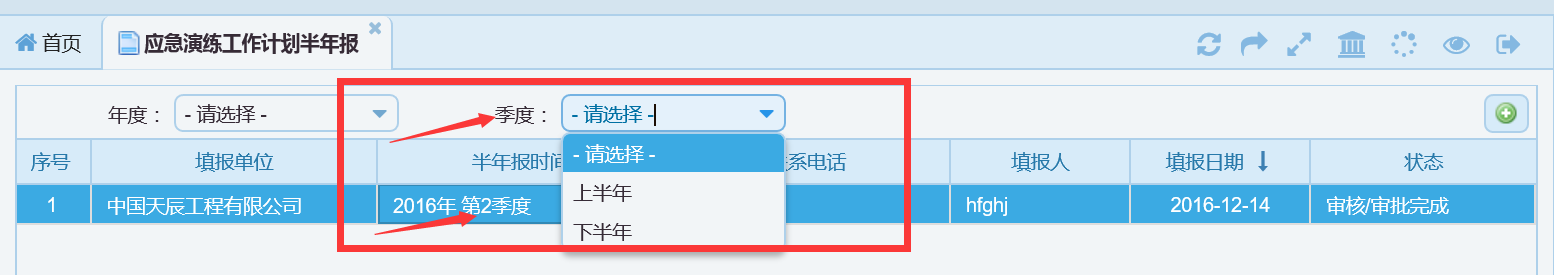 首页 应急演练工作计划半年报
年度： - 请选择 - 季度： - 请选择 -
- 请选择 -
上半年
下半年
序号 填报单位 半年报时间 系电话 填报人 填报日期 状态
1 中国天辰工程有限公司 2016年 第2季度 hfghj 2016-12-14 审核/审批完成